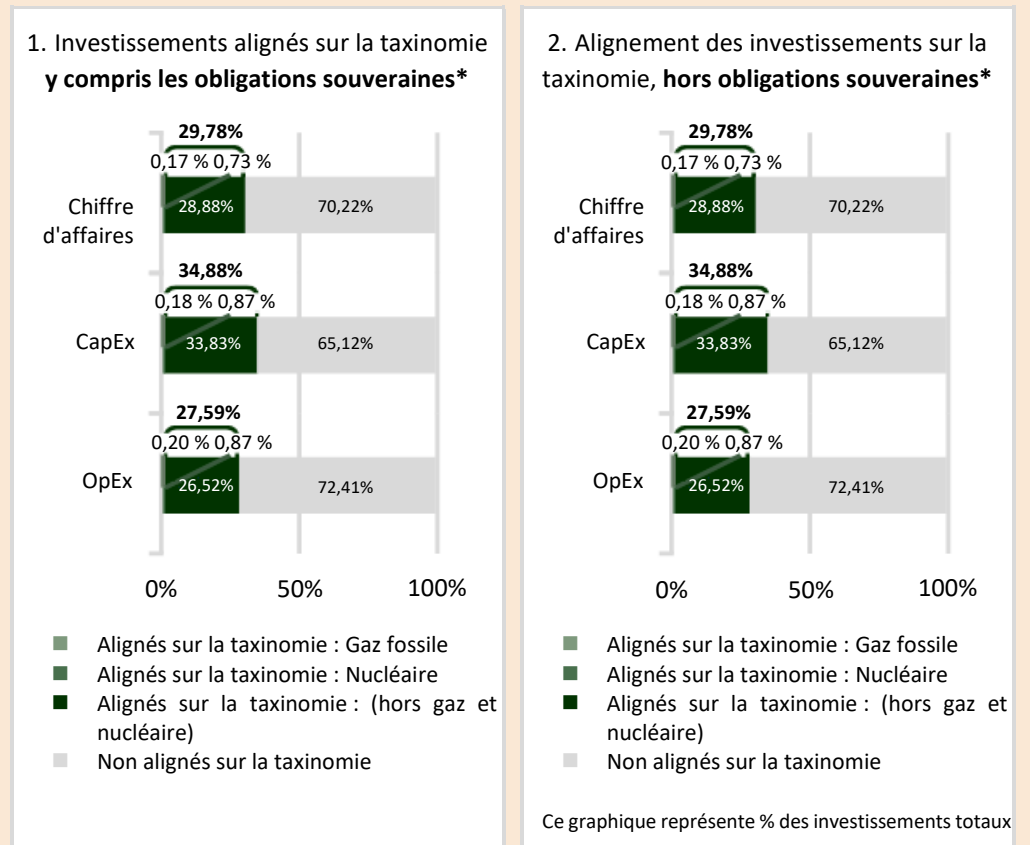 1. Investissements alignés sur la taxinomie
y compris les obligations souveraines*
29,78%
0,17 % 0,73 %
Chiffre
d'affaires
28,88%
70,22%
34,88%
0,18 % 0,87 %
CapEx
33,83%
65,12%
27,59%
0,20 % 0,87 %
OpEx
26,52%
72,41%
0%
50%
100%
Alignés sur la taxinomie : Gaz fossile
Alignés sur la taxinomie : Nucléaire
Alignés sur la taxinomie : (hors gaz et
nucléaire)
Non alignés sur la taxinomie
2. Alignement des investissements sur la
taxinomie, hors obligations souveraines*
29,78%
0,17 % 0,73 %
Chiffre
d'affaires
28,88%
70,22%
34,88%
0,18 % 0,87 %
CapEx
33,83%
65,12%
27,59%
0,20 % 0,87 %
OpEx
26,52%
72,41%
0%
50%
100%
Alignés sur la taxinomie : Gaz fossile
Alignés sur la taxinomie : Nucléaire
Alignés sur la taxinomie : (hors gaz et
nucléaire)
Non alignés sur la taxinomie
Ce graphique représente % des investissements totaux